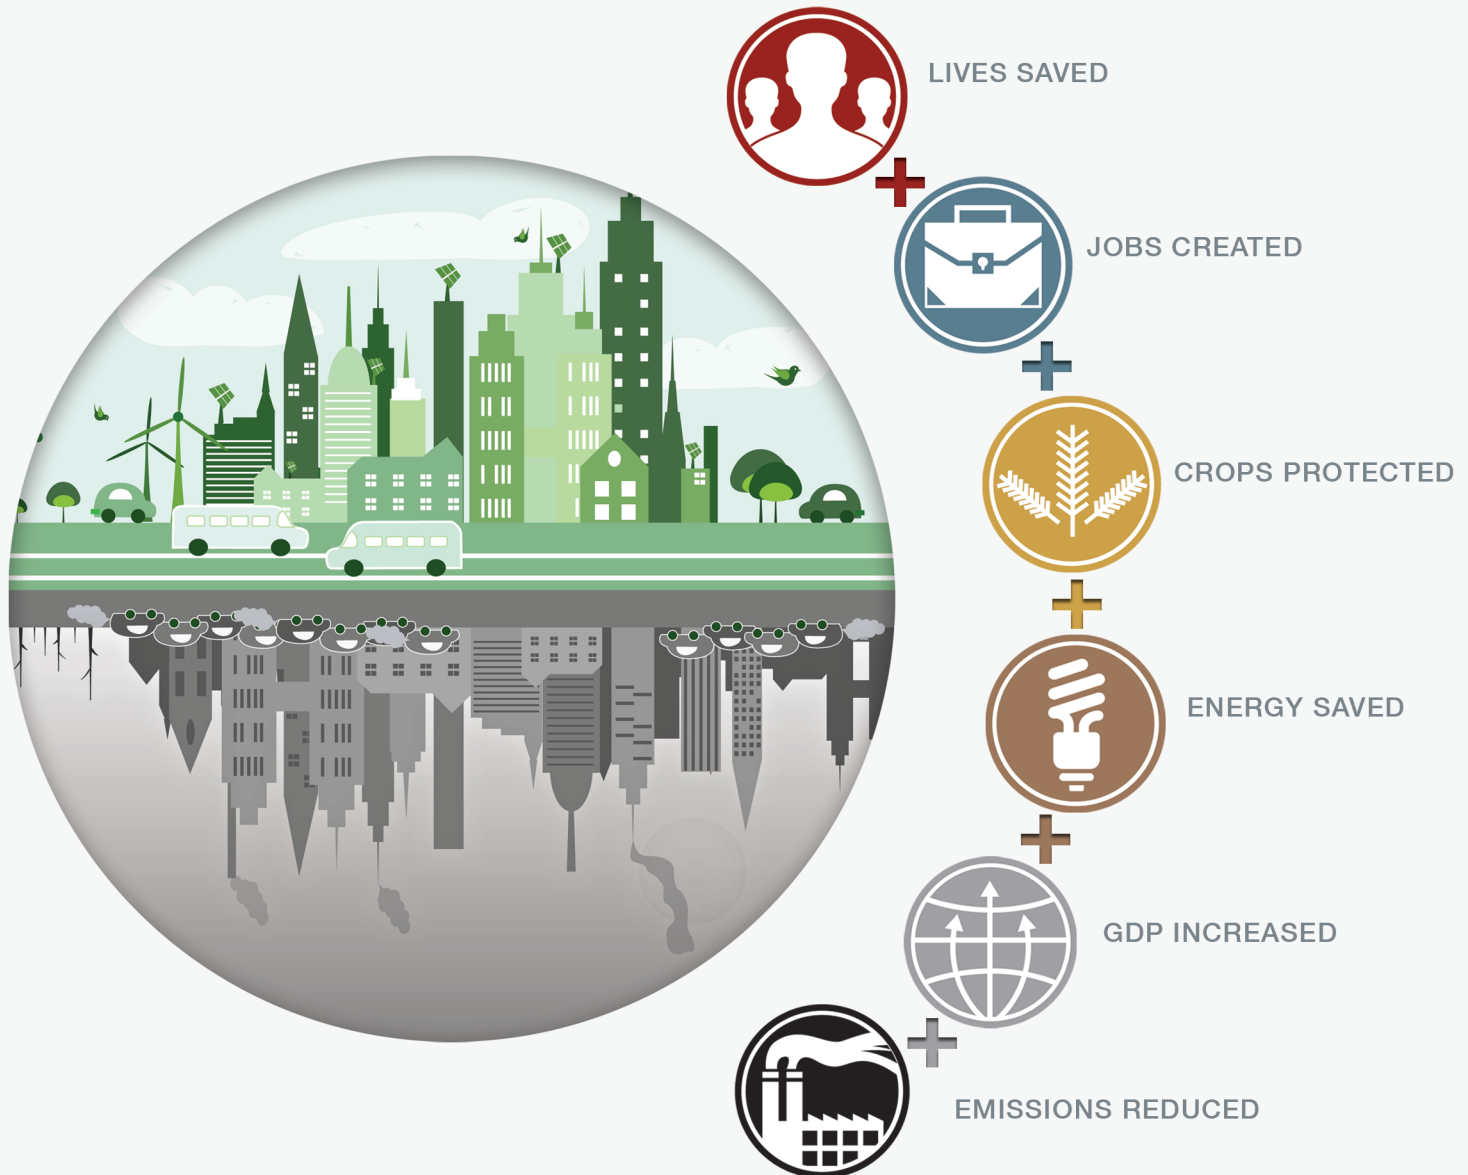 LIVES SAVED
JOBS CREATED
CROPS PROTECTED
ENERGY SAVED
GDP INCREASED
EMISSIONS REDUCED